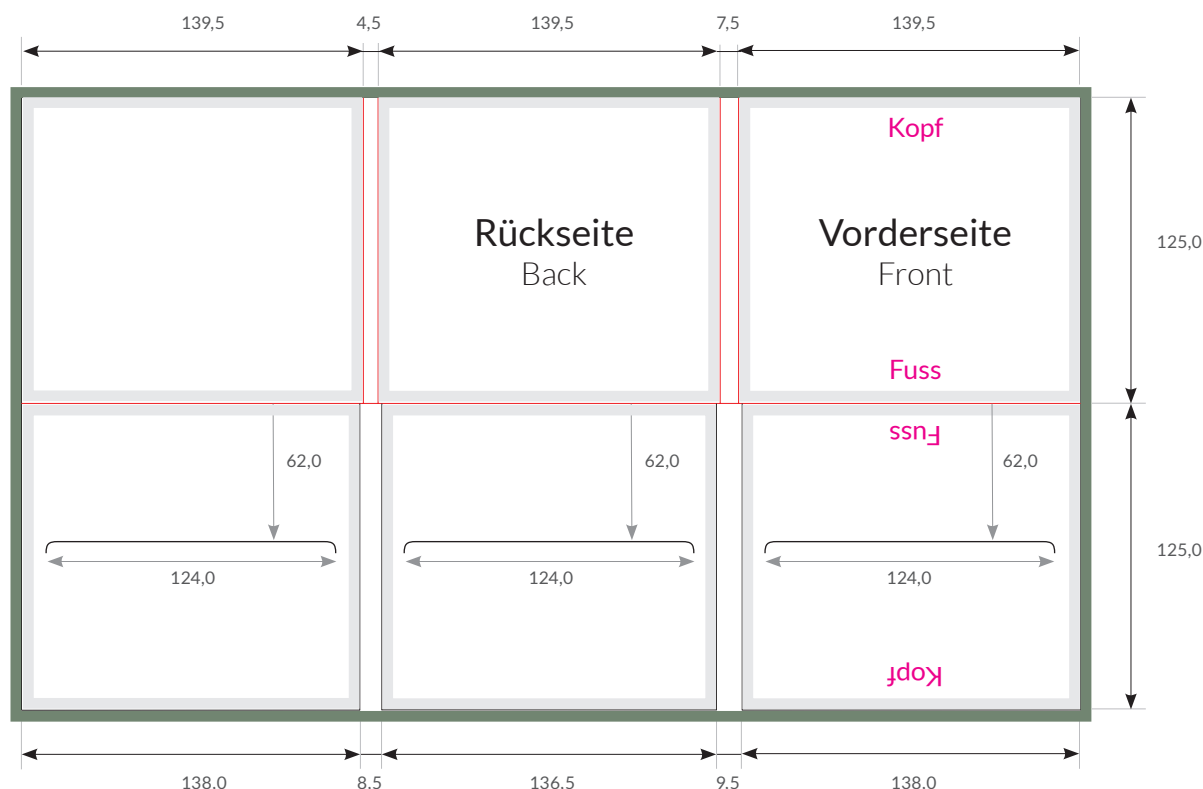 139,5 4,5 139,5 7,5 139,5
Kopf
Rückseite
Back
Vorderseite
Front
125,0
Fuss
Fuss
62,0 62,0 62,0
125,0
124,0 124,0 124,0
Kopf
138.0 8.5 136.5 9.5 138.0